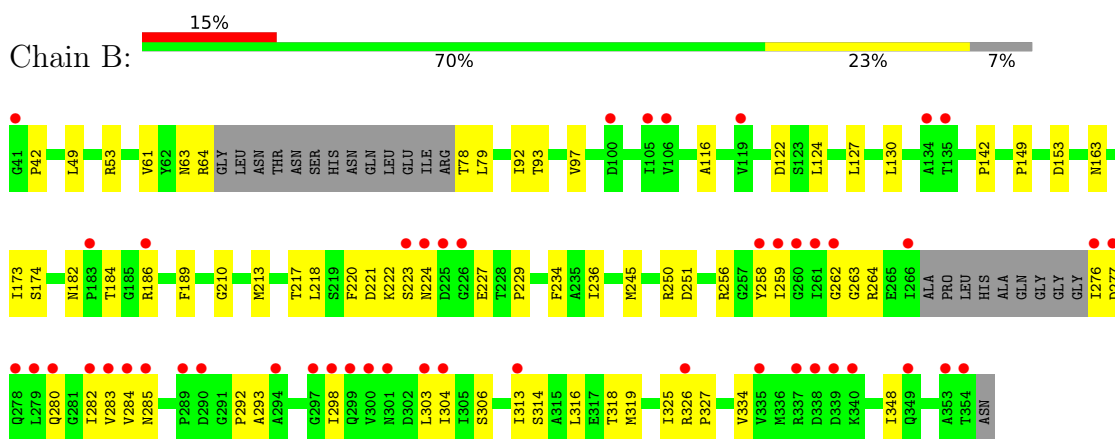 15%
Chain B:
70% 23% 7%
G41 P42 L49 R53 V61 Y62 N63 R64 GLY LEU ASN THR ASN SER HIS ASN GLN LEU GLU ILE ARG T78 L79 I92 T93 V97 D100 I105 V106 A116 V119 D122 S123 L124 L127 L130 A134 T135 P142 P149 D153 N163
I173 S174 N182 P183 T184 G185 R186 F189 G210 M213 T217 L218 S219 F220 D221 K222 S223 N224 D225 G226 E227 T228 P229 F234 A235 I236 M245 R250 D251 R256 G257 Y258 I259 G260 I261 G262 G263 R264 E265 I266 ALA PRO LEU HIS ALA GLN GLY GLY GLY I276
Q278 L279 Q280 G281 I282 V283 V284 N285 P289 D290 G291 P292 A293 A294 G297 I298 Q299 V300 N301 D302 L303 I304 I305 S306 I313 S314 A315 L316 E317 T318 M319 I325 R326 P327 V334 V335 M336 R337 D338 D339 K340 I348 Q349 A353 T354 ASN